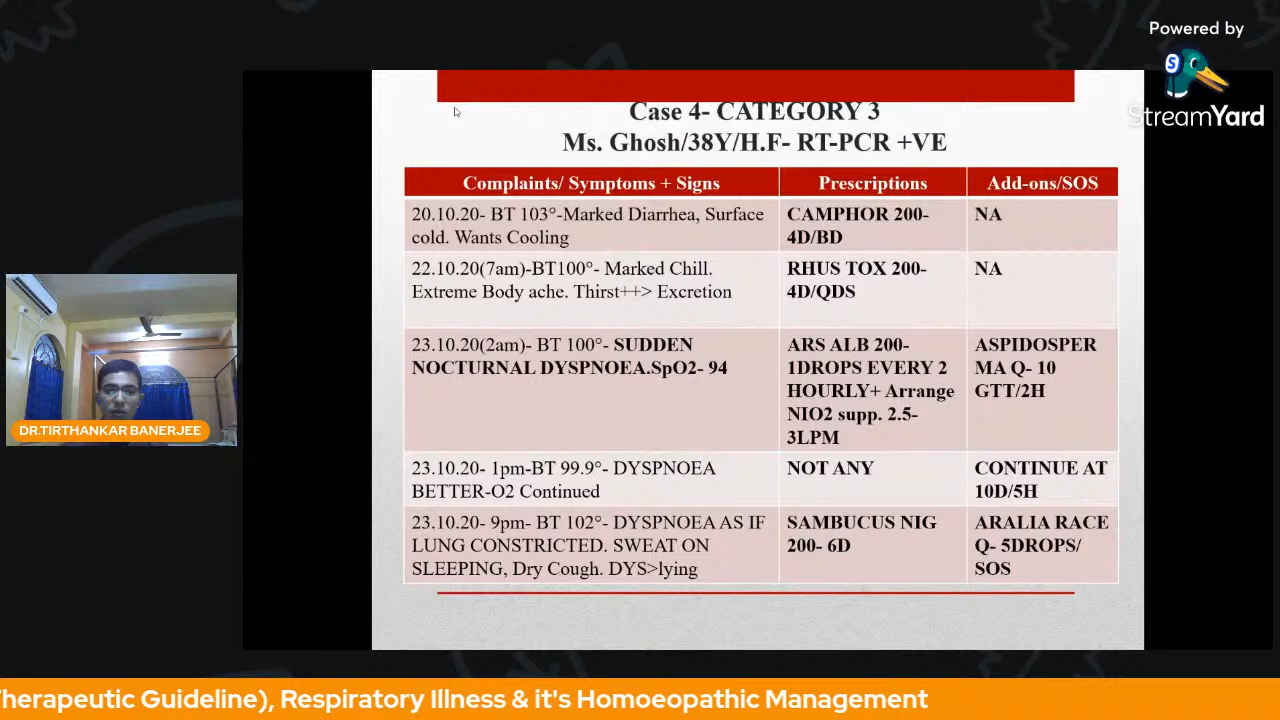 Powered by
StreamYard
Case 4- CATEGORY 3
Ms. Ghosh/38Y/H.F- RT-PCR +VE
Complaints/ Symptoms + Signs
Prescriptions
Add-ons/SOS
20.10.20- BT 103°-Marked Diarrhea, Surface
cold. Wants Cooling
CAMPHOR 200-
4D/BD
NA
22.10.20(7am)-BT100°- Marked Chill.
Extreme Body ache. Thirst++> Excretion
RHUS TOX 200-
4D/QDS
NA
23.10.20(2am)- BT 100°- SUDDEN
NOCTURNAL DYSPNOEA.SpO2- 94
ARS ALB 200-
1DROPS EVERY 2
HOURLY+ Arrange
NIO2 supp. 2.5-
3LPM
ASPIDOSPER
MA Q- 10
GTT/2H
23.10.20- 1pm-BT 99.9°- DYSPNOEA
BETTER-O2 Continued
NOT ANY
CONTINUE AT
10D/5H
23.10.20- 9pm- BT 102°- DYSPNOEA AS IF
LUNG CONSTRICTED. SWEAT ON
SLEEPING, Dry Cough. DYS>lying
SAMBUCUS NIG
200- 6D
ARALIA RACE
Q- 5DROPS/
SOS
DR.TIRTHANKAR BANERJEE
Therapeutic Guideline), Respiratory Illness & it's Homoeopathic Management